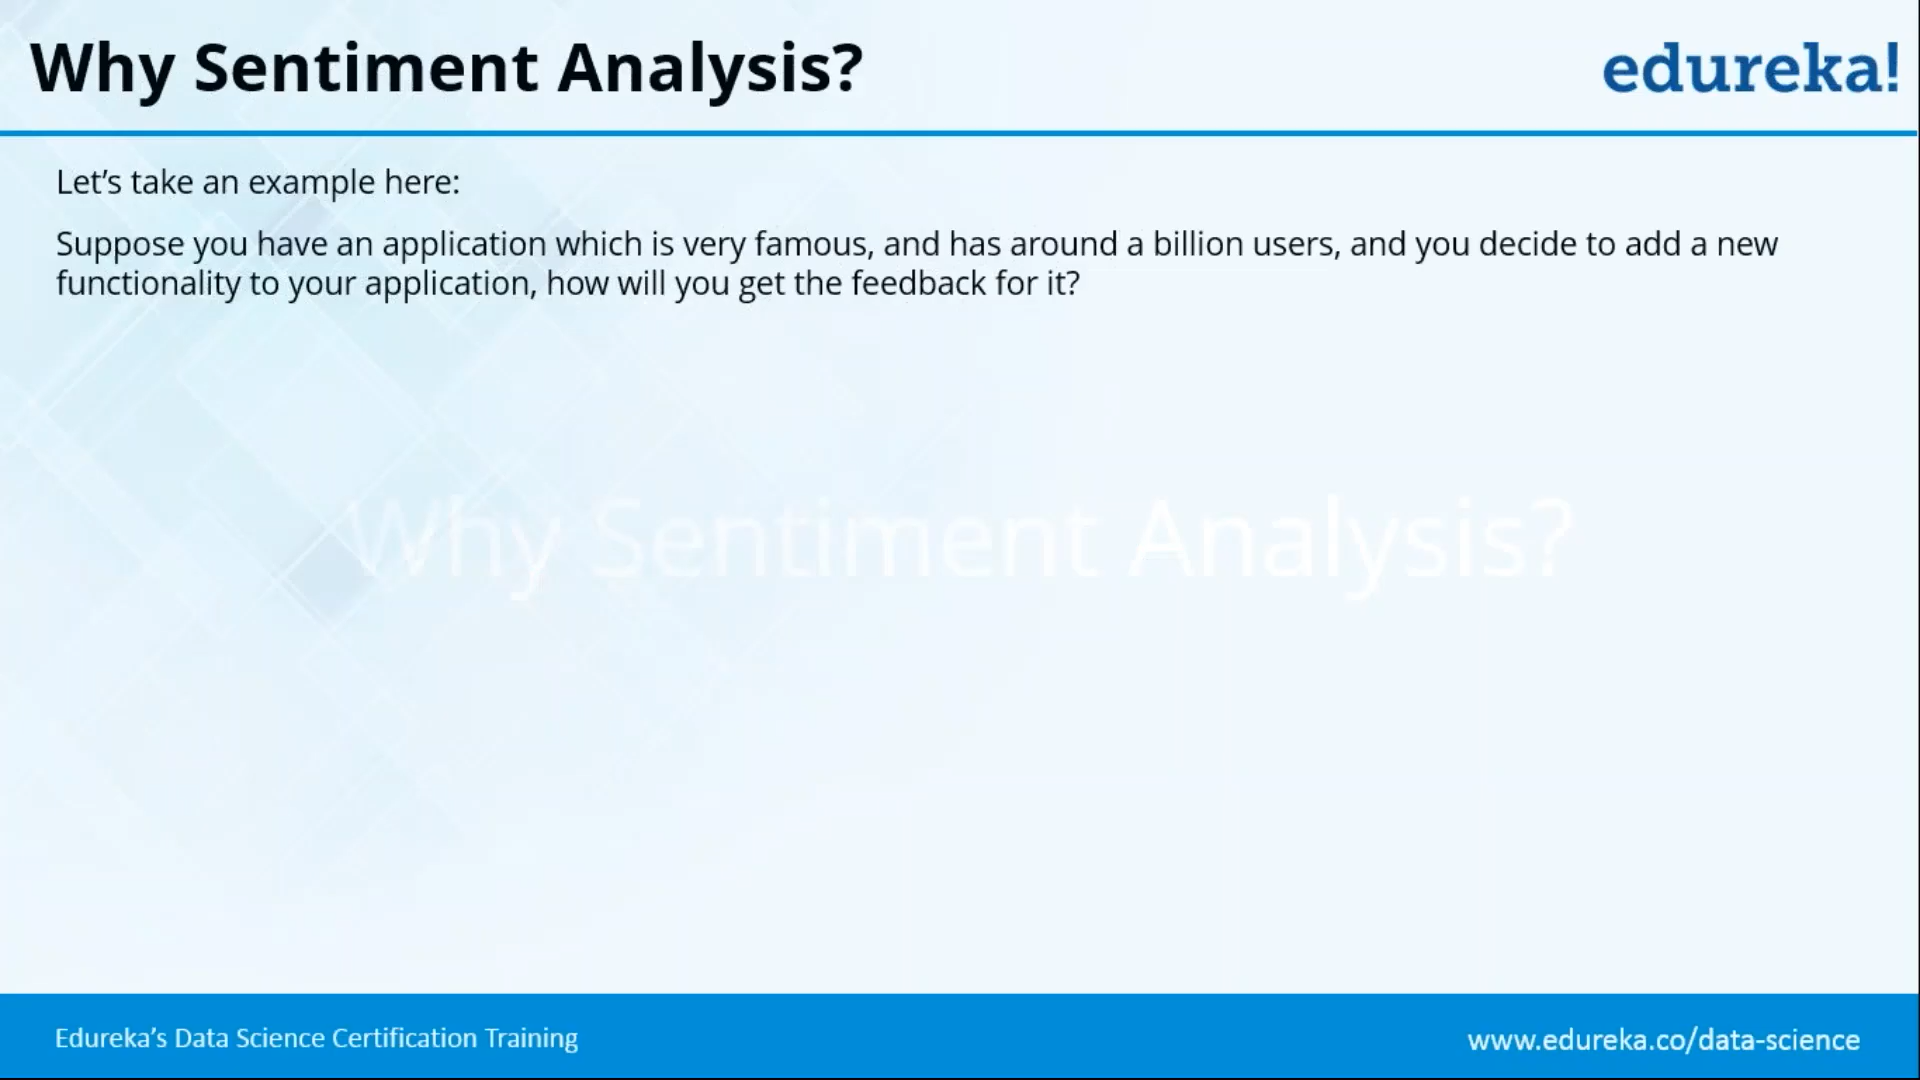 Why Sentiment Analysis?
edureka!
Let’s take an example here:
Suppose you have an application which is very famous, and has around a billion users, and you decide to add a new
functionality to your application, how will you get the feedback for it?
Why Sentiment Analysis?
Edureka’s Data Science Certification Training
www.edureka.co/data-science